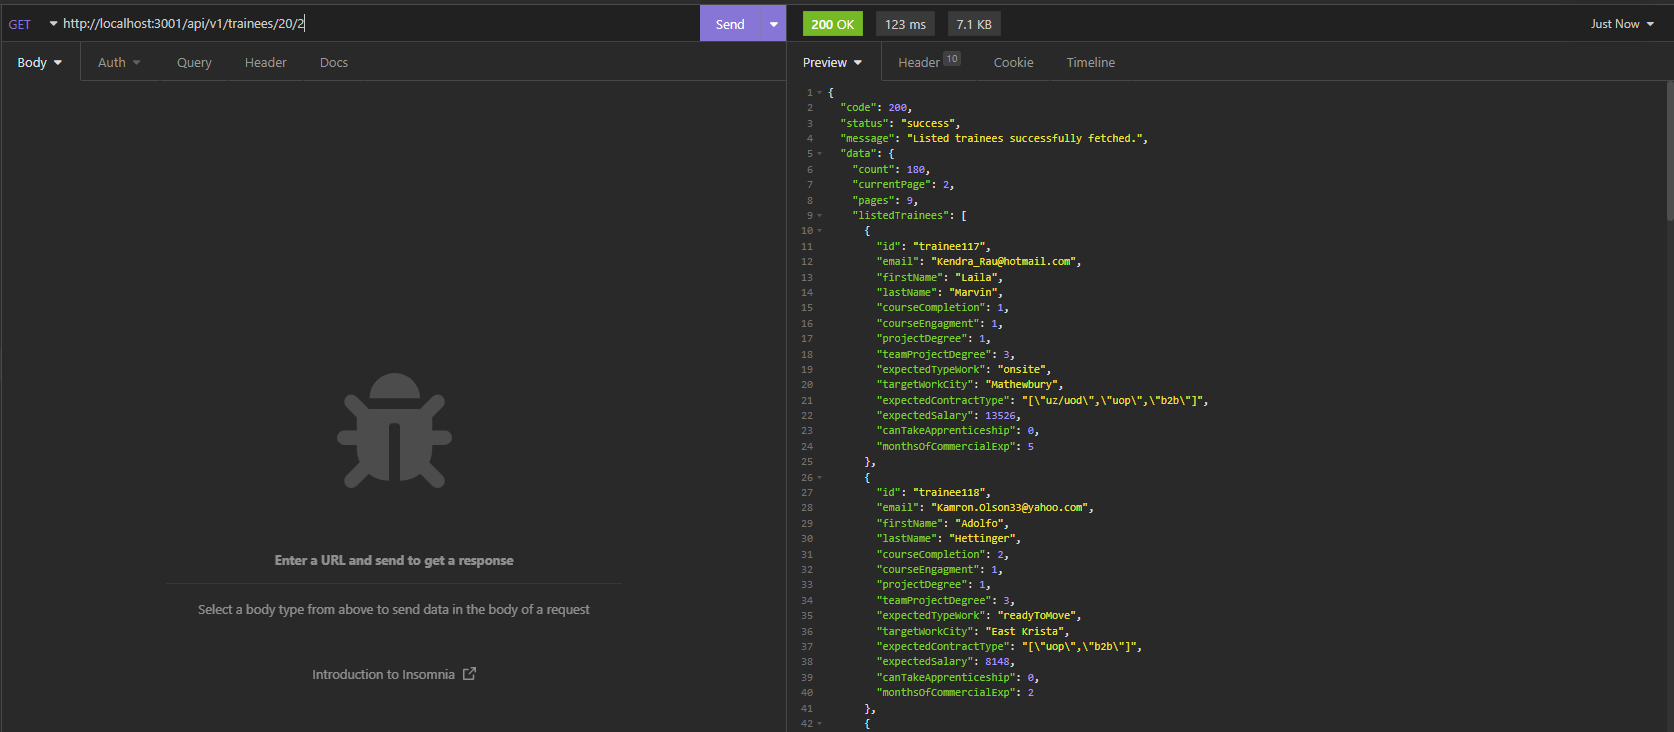 GET http://localhost:3001/api/v1/trainees/20/2 Send
Body Auth Query Header Docs
Enter a URL and send to get a response
Select a body type from above to send data in the body of a request
Introduction to Insomnia
200 OK 123 ms 7.1 KB Just Now
Preview Header 10 Cookie Timeline
1 {
2 "code": 200,
3 "status": "success",
4 "message": "Listed trainees successfully fetched.",
5 "data": {
6 "count": 180,
7 "currentPage": 2,
8 "pages": 9,
9 "listedTrainees": [
10 {
11 "id": "trainee117",
12 "email": "Kendra_Rau@hotmail.com",
13 "firstName": "Laila",
14 "lastName": "Marvin",
15 "courseCompletion": 1,
16 "courseEngagment": 1,
17 "projectDegree": 1,
18 "teamProjectDegree": 3,
19 "expectedTypeWork": "onsite",
20 "targetWorkCity": "Mathewbury",
21 "expectedContractType": "[\"uz/uod\",\"uop\",\"b2b\"]",
22 "expectedSalary": 13526,
23 "canTakeApprenticeship": 0,
24 "monthsOfCommercialExp": 5
25 },
26 {
27 "id": "trainee118",
28 "email": "Kamron.Olson33@yahoo.com",
29 "firstName": "Adolfo",
30 "lastName": "Hettinger",
31 "courseCompletion": 2,
32 "courseEngagment": 1,
33 "projectDegree": 1,
34 "teamProjectDegree": 3,
35 "expectedTypeWork": "readyToMove",
36 "targetWorkCity": "East Krista",
37 "expectedContractType": "[\"uop\",\"b2b\"]",
38 "expectedSalary": 8148,
39 "canTakeApprenticeship": 0,
40 "monthsOfCommercialExp": 2
41 },
42 {